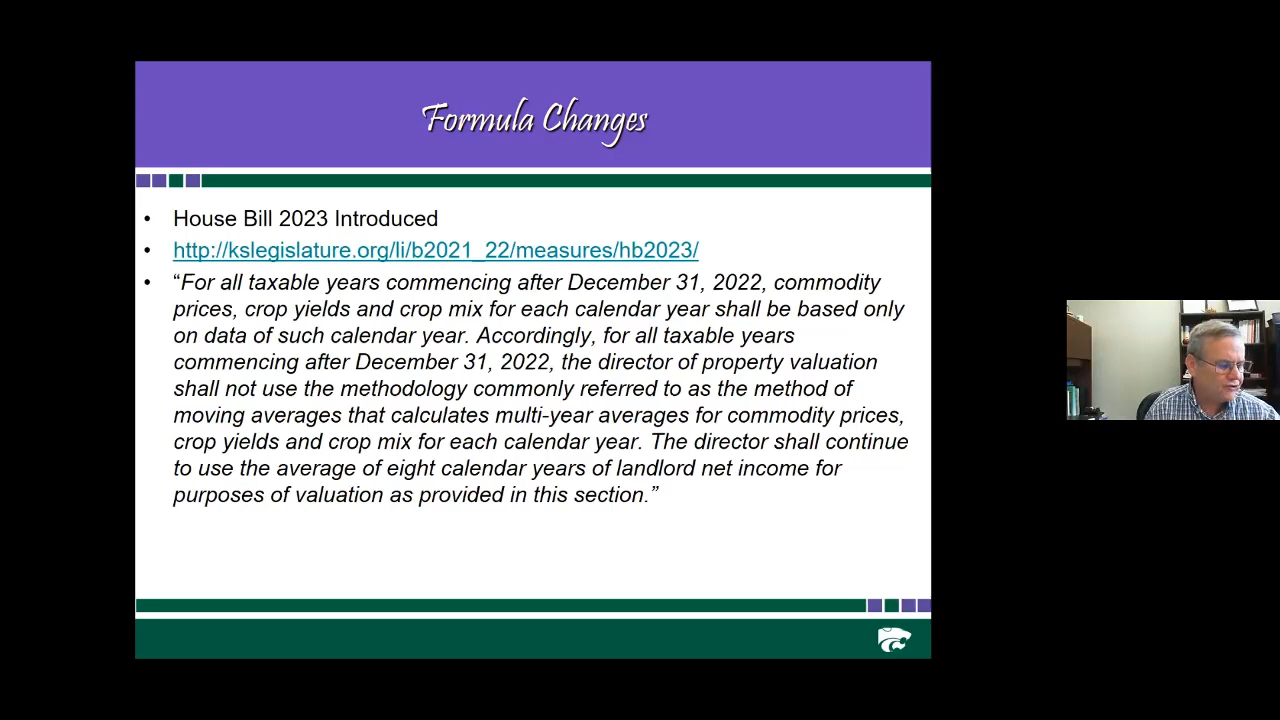 Formula Changes
• House Bill 2023 Introduced
• http://kslegislature.org/li/b2021_22/measures/hb2023/
• “For all taxable years commencing after December 31, 2022, commodity
prices, crop yields and crop mix for each calendar year shall be based only
on data of such calendar year. Accordingly, for all taxable years
commencing after December 31, 2022, the director of property valuation
shall not use the methodology commonly referred to as the method of
moving averages that calculates multi-year averages for commodity prices,
crop yields and crop mix for each calendar year. The director shall continue
to use the average of eight calendar years of landlord net income for
purposes of valuation as provided in this section.”